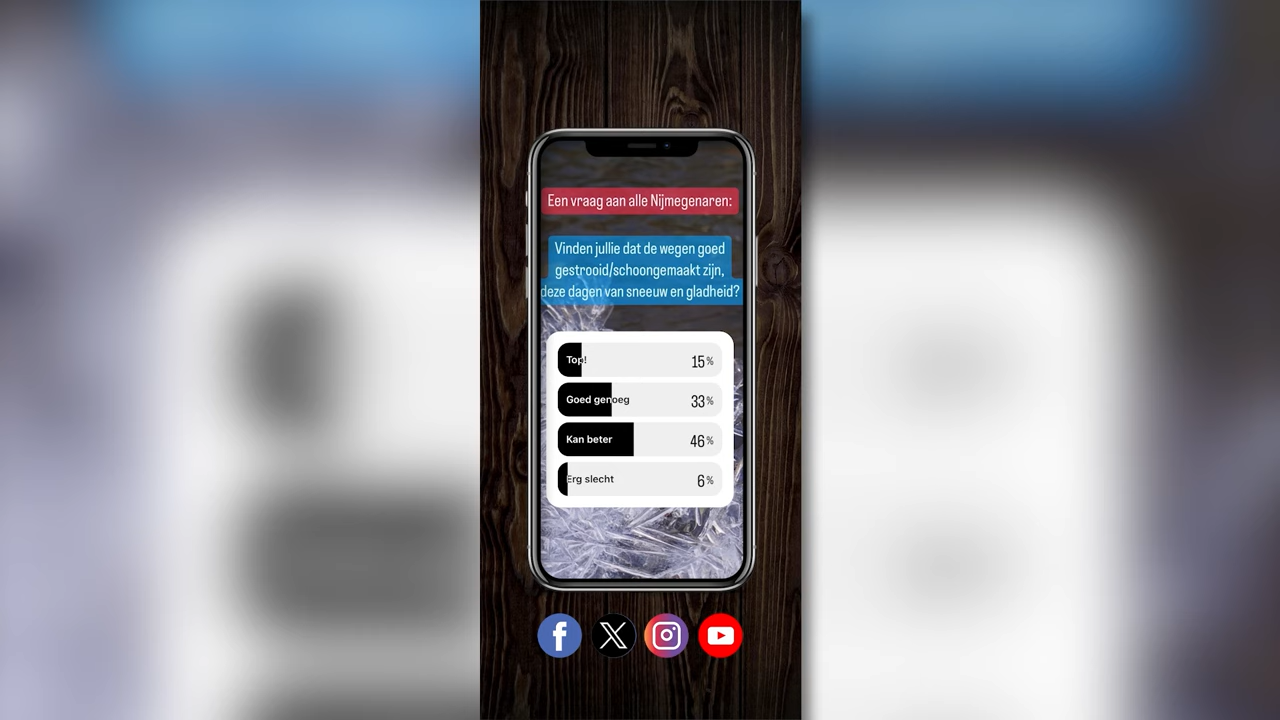 Een vraag aan alle Nijmegenaren:
Vinden jullie dat de wegen goed
gestrooid/schoongemaakt zijn,
deze dagen van sneeuw en gladheid?
Top! 15%
Goed genoeg 33%
Kan beter 46%
Erg slecht 6%